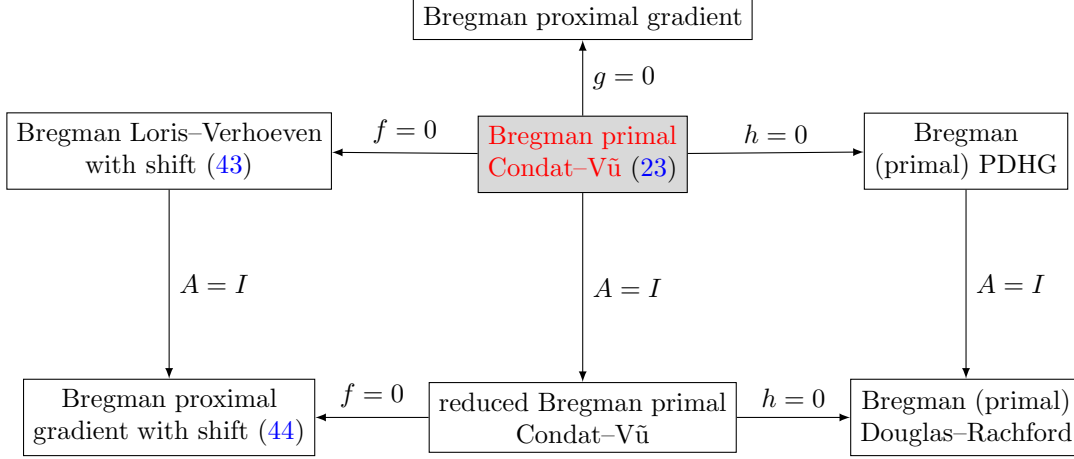 Bregman proximal gradient
g = 0
Bregman Loris–Verhoeven
with shift (43)
f = 0
Bregman primal
Condat–Vũ (23)
h = 0
Bregman
(primal) PDHG
A = I
A = I
A = I
Bregman proximal
gradient with shift (44)
f = 0
reduced Bregman primal
Condat–Vũ
h = 0
Bregman (primal)
Douglas–Rachford